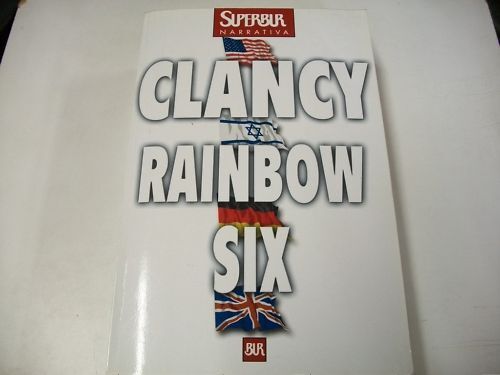 SUPERBUR
NARRATIVA
CLANCY
RAINBOW
SIX
BUR